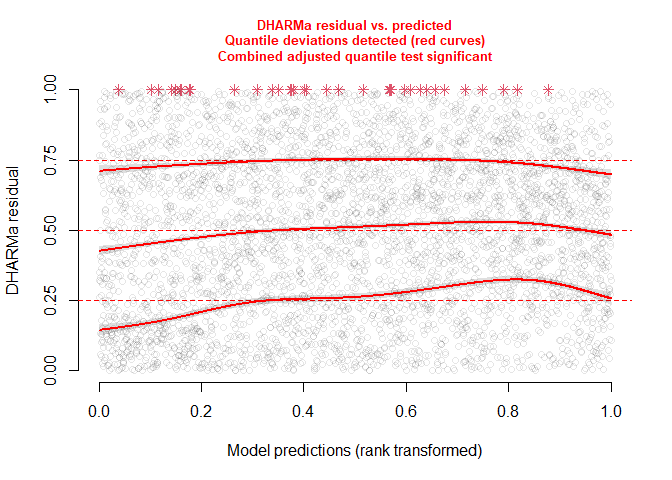 DHARMa residual vs. predicted
Quantile deviations detected (red curves)
Combined adjusted quantile test significant
1.00
0.75
0.50
0.25
0.00
DHARMa residual
0.0 0.2 0.4 0.6 0.8 1.0
Model predictions (rank transformed)